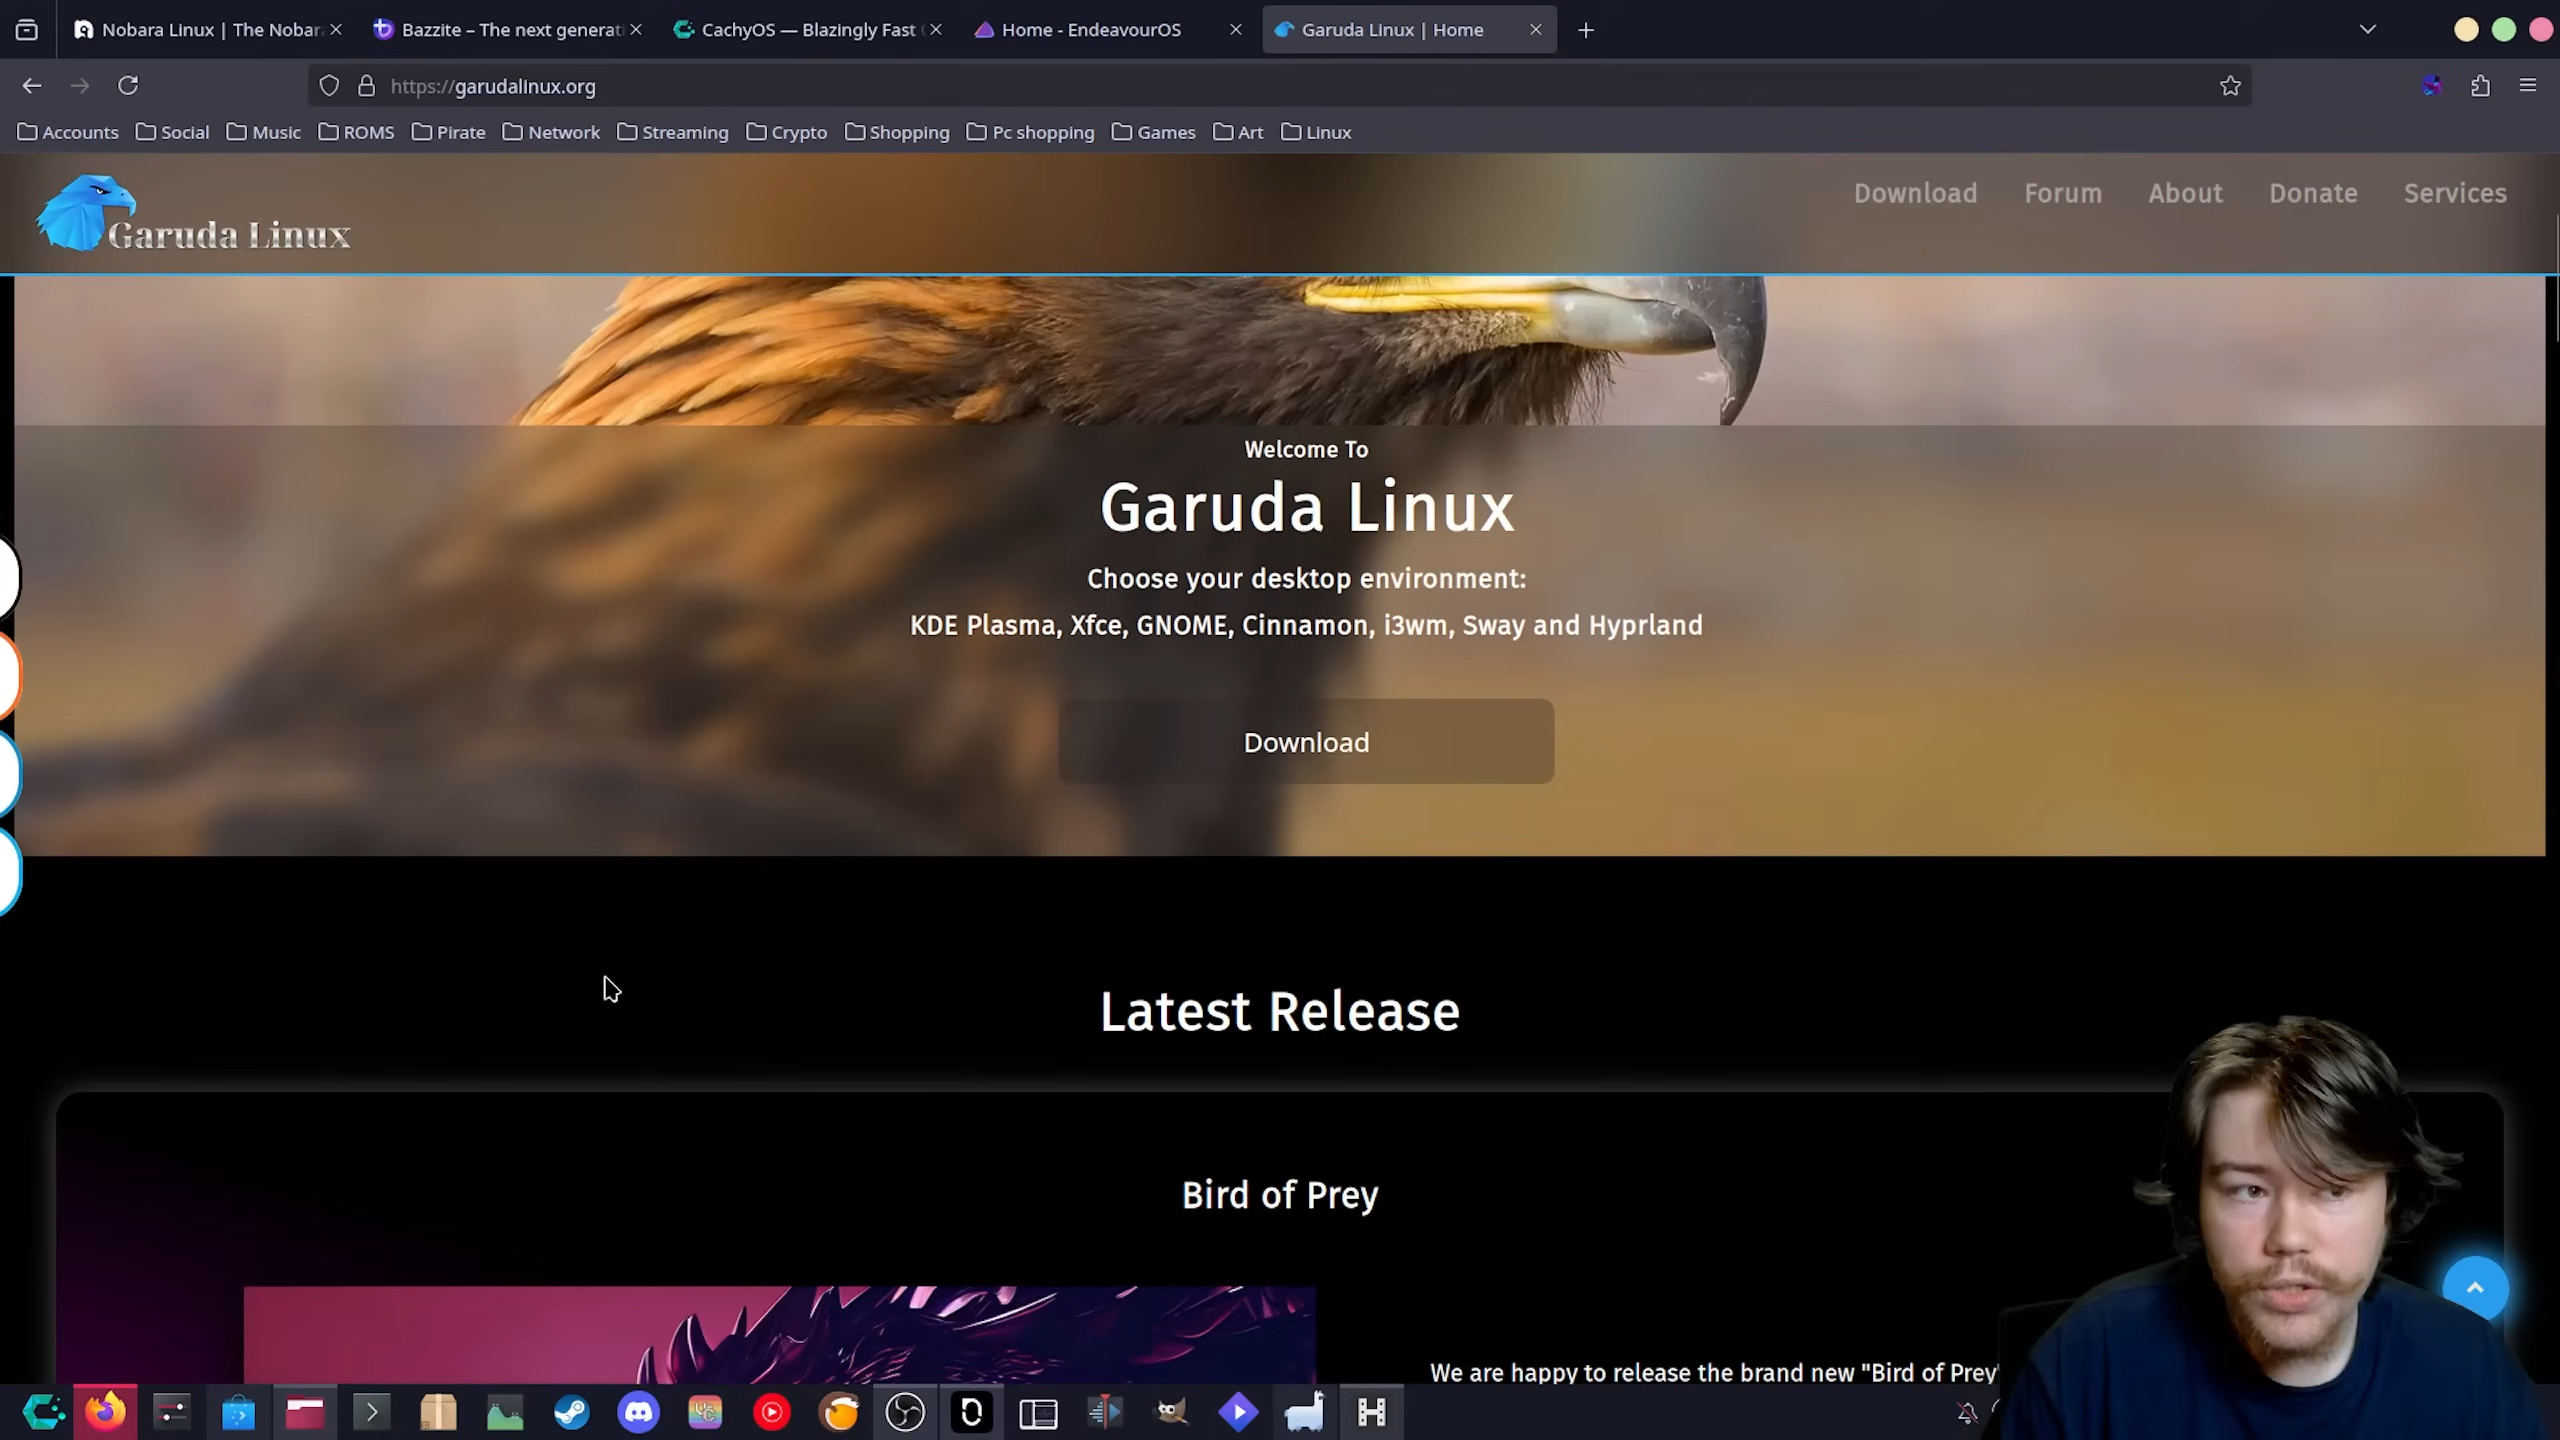 Nobara Linux | The Nobar
Bazzite – The next generati
CachyOS — Blazingly Fast
Home - EndeavourOS
Garuda Linux | Home
https://garudalinux.org
Accounts
Social
Music
ROMS
Pirate
Network
Streaming
Crypto
Shopping
Pc shopping
Games
Art
Linux
Garuda Linux
Download
Forum
About
Donate
Services
Welcome To
Garuda Linux
Choose your desktop environment:
KDE Plasma, Xfce, GNOME, Cinnamon, i3wm, Sway and Hyprland
Download
Latest Release
Bird of Prey
We are happy to release the brand new "Bird of Prey"